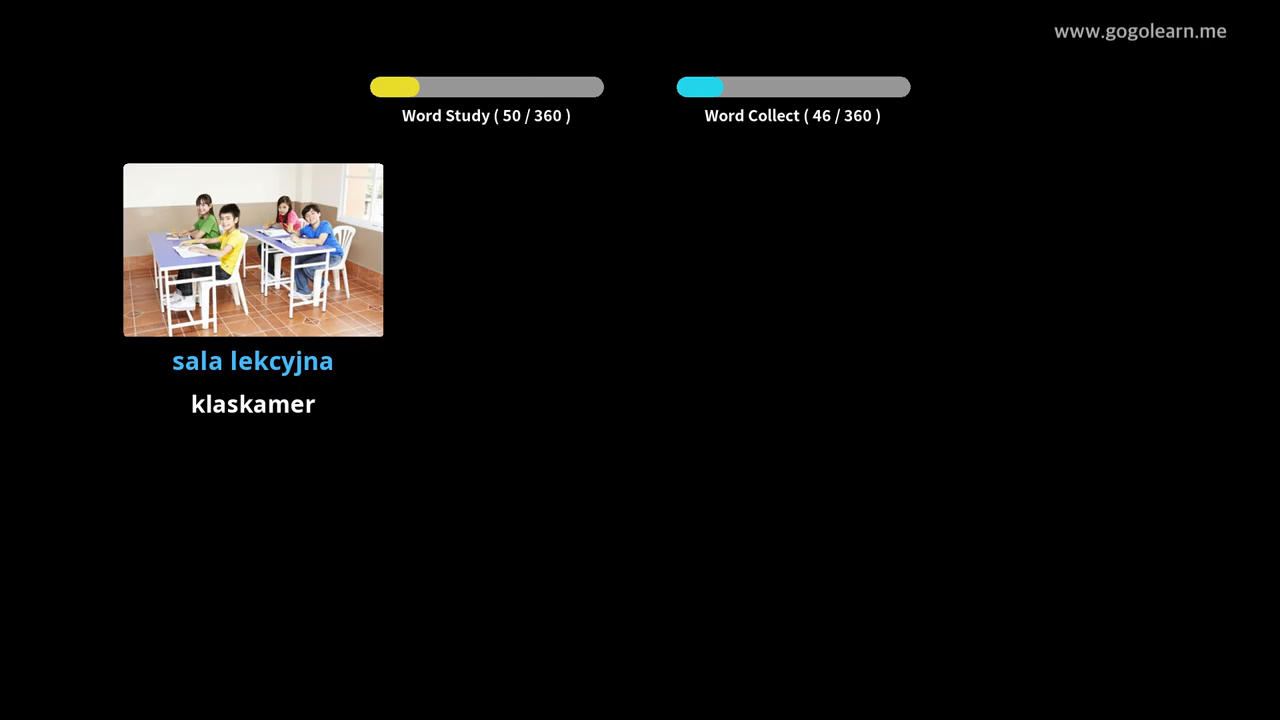 www.gogolearn.me
Word Study ( 50 / 360 )
Word Collect ( 46 / 360 )
sala lekcyjna
klaskamer